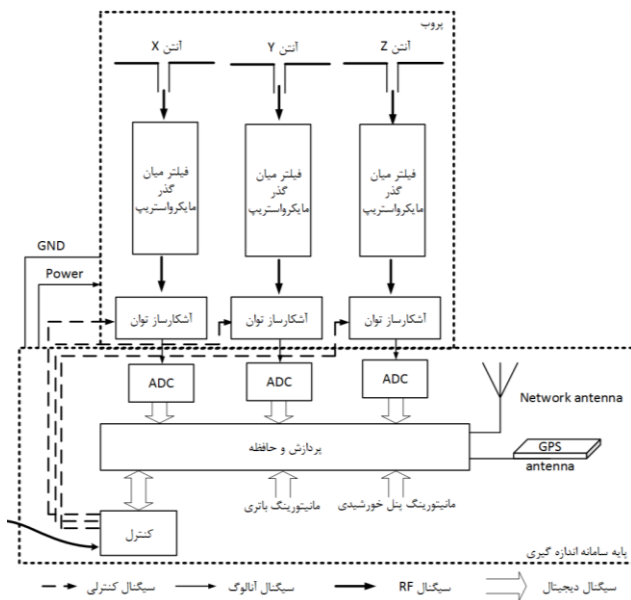 پروب
آنتن X
آنتن Y
آنتن Z
فیلتر میان
گذر
مایکرواستریپ
فیلتر میان
گذر
مایکرواستریپ
فیلتر میان
گذر
مایکرواستریپ
GND
Power
آشکارساز توان
آشکارساز توان
آشکارساز توان
ADC
ADC
ADC
Network antenna
پردازش و حافظه
GPS
antenna
مانیتورینگ باتری
مانیتورینگ پنل خورشیدی
کنترل
پایه سامانه اندازه گیری
سیگنال کنترلی
سیگنال آنالوگ
سیگنال RF
سیگنال دیجیتال